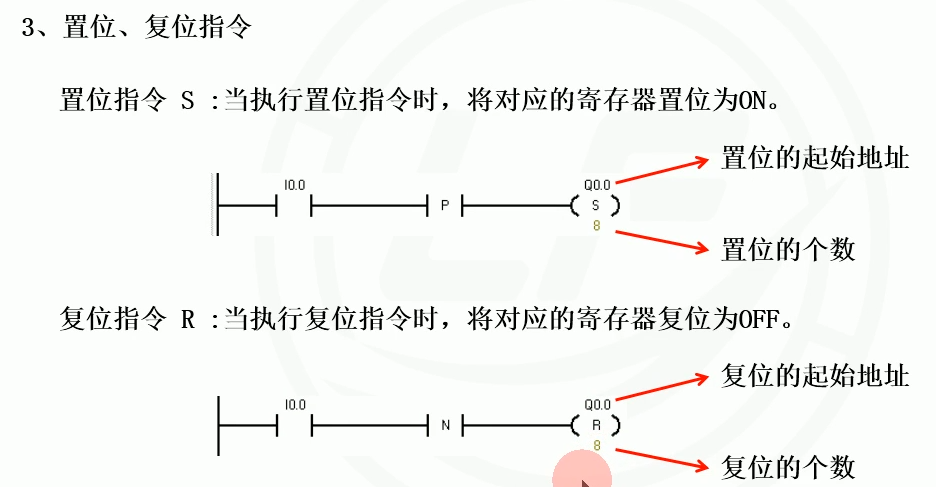 3、置位、复位指令
置位指令 S :当执行置位指令时，将对应的寄存器置位为ON。
置位的起始地址
I0.0
Q0.0
P
S
8
置位的个数
复位指令 R :当执行复位指令时，将对应的寄存器复位为OFF。
复位的起始地址
I0.0
Q0.0
N
R
8
复位的个数